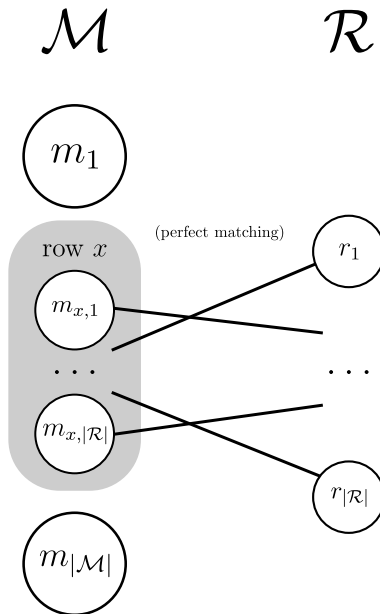 ℳ ℛ
m₁
(perfect matching)
row x
r₁
mₓ,₁
· · · · · ·
mₓ,|ℛ|
r|ℛ|
m|ℳ|